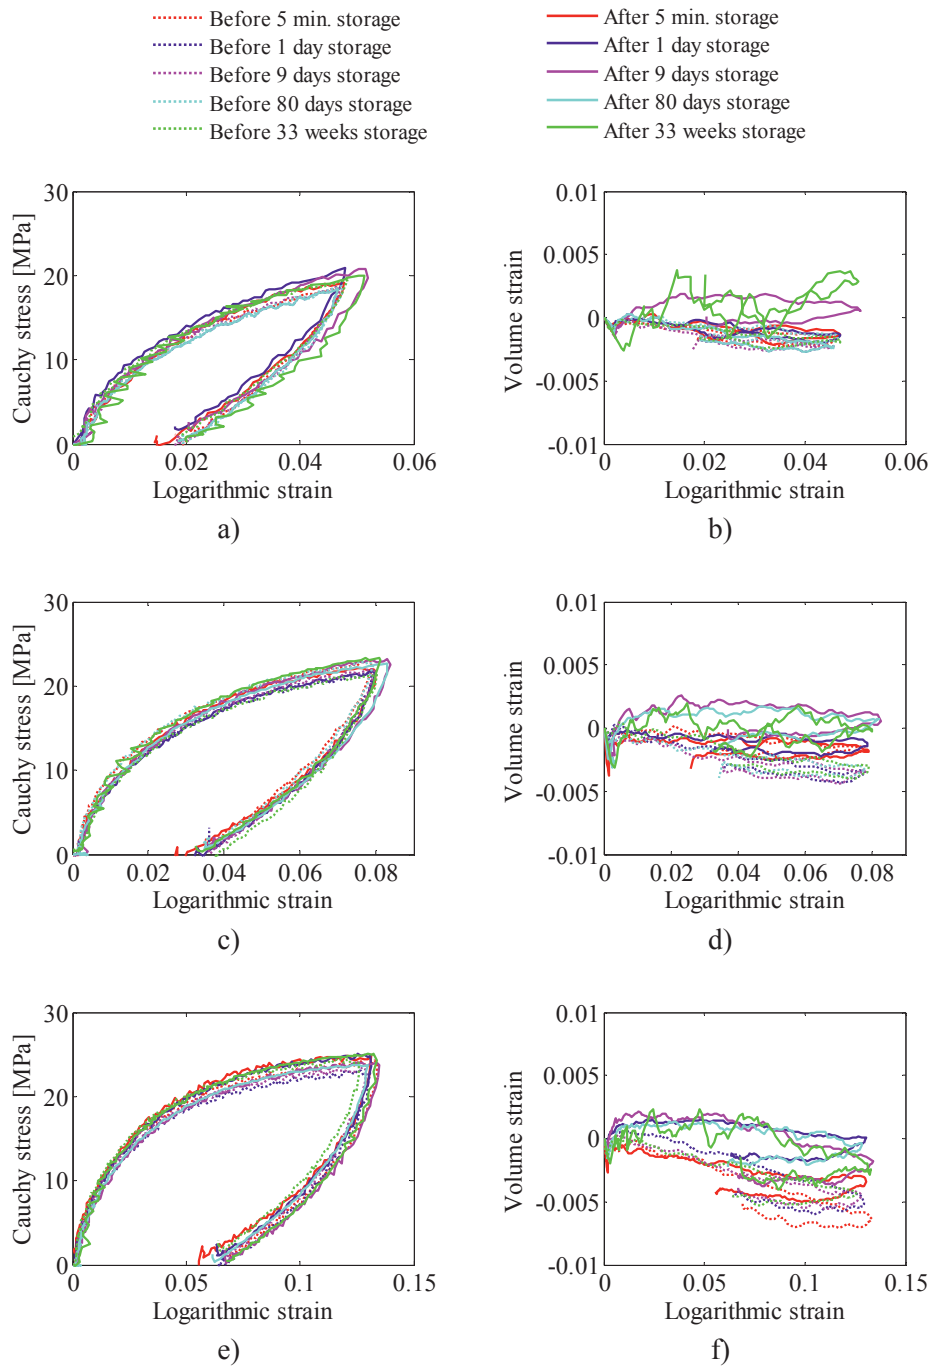 Before 5 min. storage
Before 1 day storage
Before 9 days storage
Before 80 days storage
Before 33 weeks storage
After 5 min. storage
After 1 day storage
After 9 days storage
After 80 days storage
After 33 weeks storage
Cauchy stress [MPa]
30
20
10
0
0 0.02 0.04 0.06
Logarithmic strain
a)
Volume strain
0.01
0.005
0
-0.005
-0.01
0 0.02 0.04 0.06
Logarithmic strain
b)
Cauchy stress [MPa]
30
20
10
0
0 0.02 0.04 0.06 0.08
Logarithmic strain
c)
Volume strain
0.01
0.005
0
-0.005
-0.01
0 0.02 0.04 0.06 0.08
Logarithmic strain
d)
Cauchy stress [MPa]
30
20
10
0
0 0.05 0.1 0.15
Logarithmic strain
e)
Volume strain
0.01
0.005
0
-0.005
-0.01
0 0.05 0.1 0.15
Logarithmic strain
f)